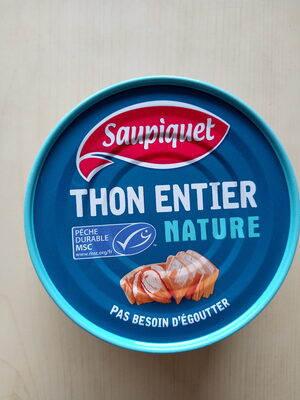 Saupiquet
THON ENTIER
NATURE
PÊCHE
DURABLE
MSC
www.msc.org/fr
PAS BESOIN D'ÉGOUTTER